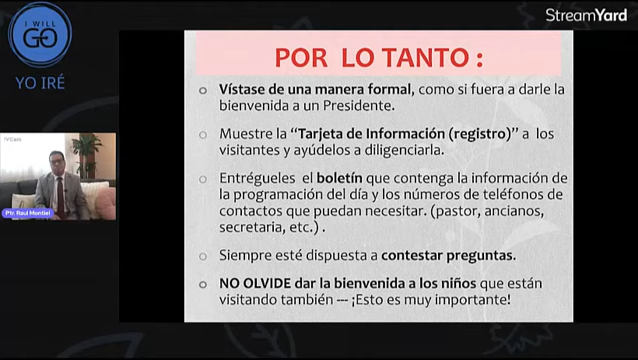 StreamYard
I WILL
GO
YO IRÉ
POR LO TANTO :
Vístase de una manera formal, como si fuera a darle la
bienvenida a un Presidente.
Muestre la “Tarjeta de Información (registro)” a los
visitantes y ayúdelos a diligenciarla.
Entrégueles el boletín que contenga la información de
la programación del día y los números de teléfonos de
contactos que puedan necesitar. (pastor, ancianos,
secretaria, etc.) .
Siempre esté dispuesta a contestar preguntas.
NO OLVIDE dar la bienvenida a los niños que están
visitando también --- ¡Esto es muy importante!
iVCam
Ptr. Raul Montiel